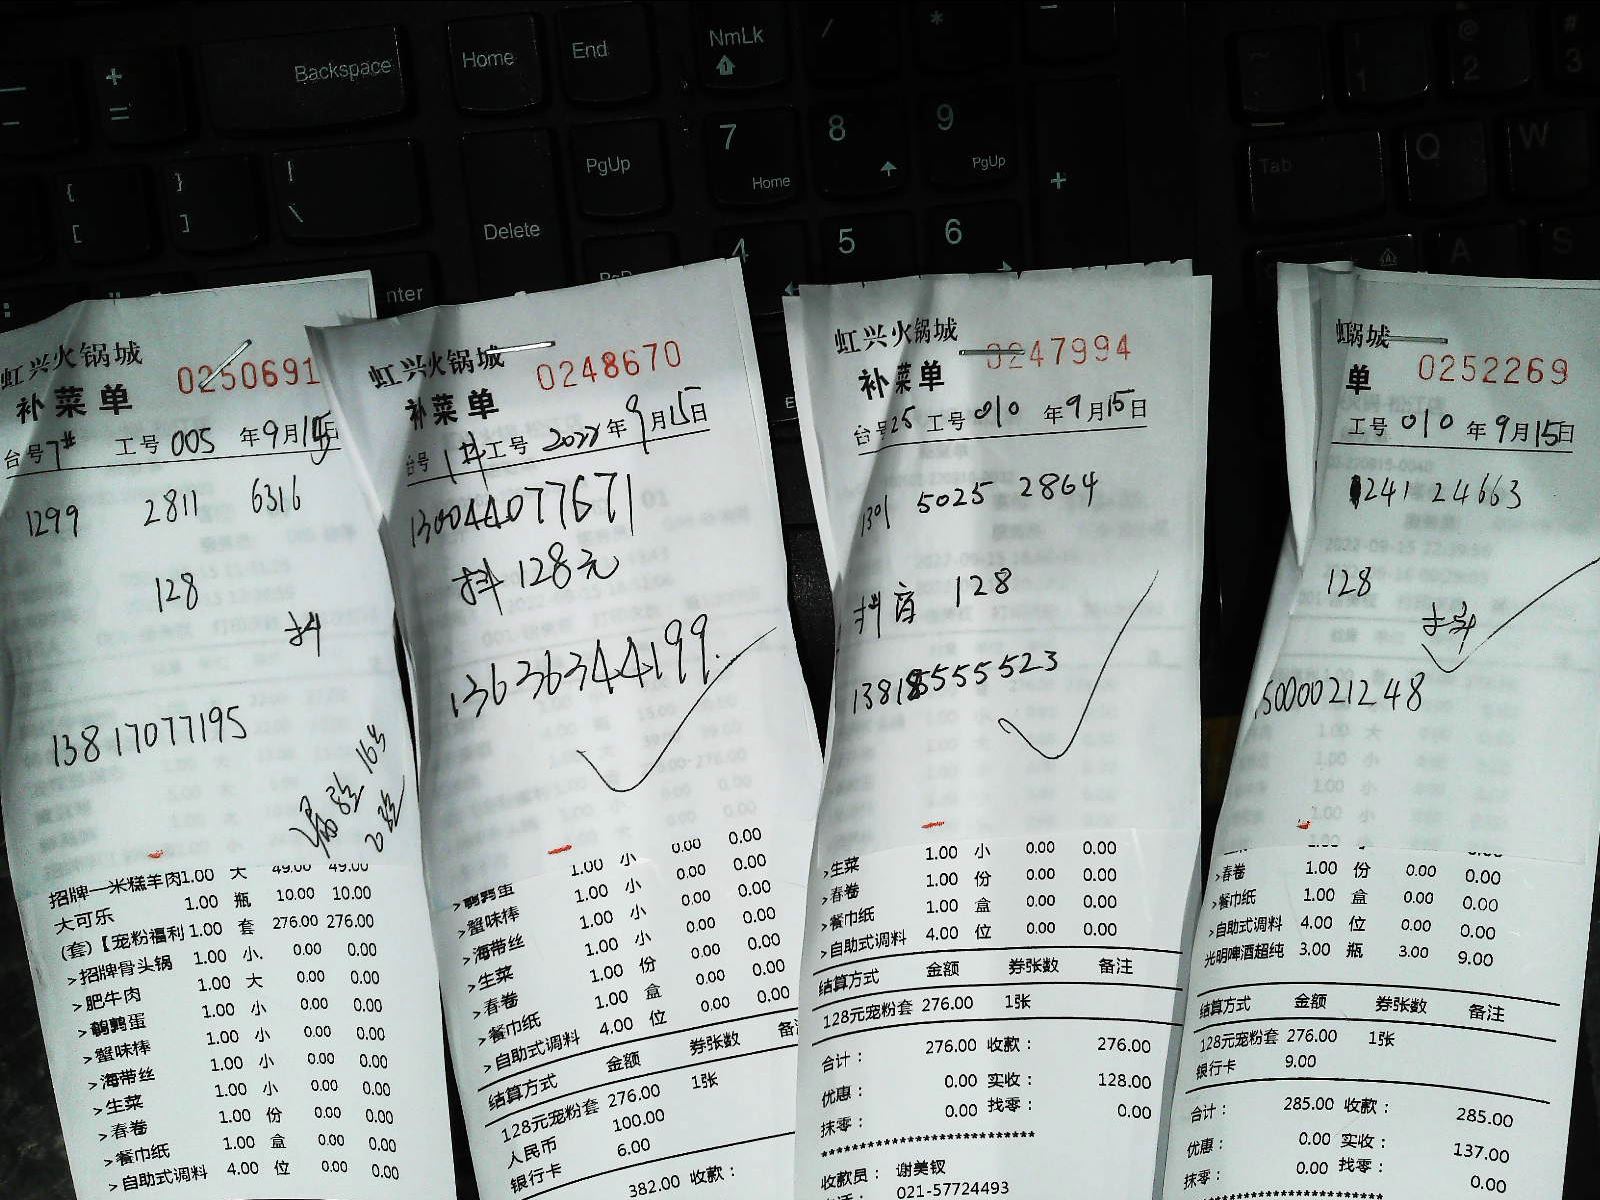 Backspace
Home
End
NmLk
PgUp
Delete
7
Home
8
9
PgUp
4
5
6
Tab
Q
W
A
S
虹兴火锅城
补菜单
0250691
台号7# 工号005 年9月15日
1299 2811 6316
128
抖
13817077195
招牌一米糕羊肉1.00 大 49.00 49.00
大可乐 1.00 瓶 10.00 10.00
(套)【宠粉福利 1.00 套 276.00 276.00
>招牌骨头锅 1.00 小. 0.00 0.00
>肥牛肉 1.00 大 0.00 0.00
>鹌鹑蛋 1.00 小 0.00 0.00
>蟹味棒 1.00 小 0.00 0.00
>海带丝 1.00 小 0.00 0.00
>生菜 1.00 小 0.00 0.00
>春卷 1.00 份 0.00 0.00
>餐巾纸 1.00 盒 0.00 0.00
>自助式调料 4.00 位 0.00 0.00
虹兴火锅城
补菜单
0248670
台号 工号 2022年9月15日
130044077671
抖128元
13636344199.
>鹌鹑蛋 1.00 小 0.00 0.00
>蟹味棒 1.00 小 0.00 0.00
>海带丝 1.00 小 0.00 0.00
>生菜 1.00 小 0.00 0.00
>春卷 1.00 份 0.00 0.00
>餐巾纸 1.00 盒 0.00 0.00
>自助式调料 4.00 位 0.00 0.00
结算方式 金额 券张数 备注
128元宠粉套 276.00 1张
人民币 100.00
银行卡 6.00
382.00 收款:
虹兴火锅城
补菜单
0247994
台号25 工号010 年9月15日
1301 5025 2864
抖音 128
>生菜 1.00 小 0.00 0.00
>春卷 1.00 份 0.00 0.00
>餐巾纸 1.00 盒 0.00 0.00
>自助式调料 4.00 位 0.00 0.00
结算方式 金额 券张数 备注
128元宠粉套 276.00 1张
合计: 276.00 收款: 276.00
优惠: 0.00 实收: 128.00
抹零: 0.00 找零: 0.00
******************************
收款员: 谢美钗
021-57724493
虹锅城
单
0252269
工号010 年9月15日
241 24663
128
抖
15000021248
>春卷 1.00 份 0.00 0.00
>餐巾纸 1.00 盒 0.00 0.00
>自助式调料 4.00 位 0.00 0.00
光明啤酒超纯 3.00 瓶 3.00 9.00
结算方式 金额 券张数 备注
128元宠粉套 276.00 1张
银行卡 9.00
合计: 285.00 收款: 285.00
优惠: 0.00 实收: 137.00
抹零: 0.00 找零: 0.00